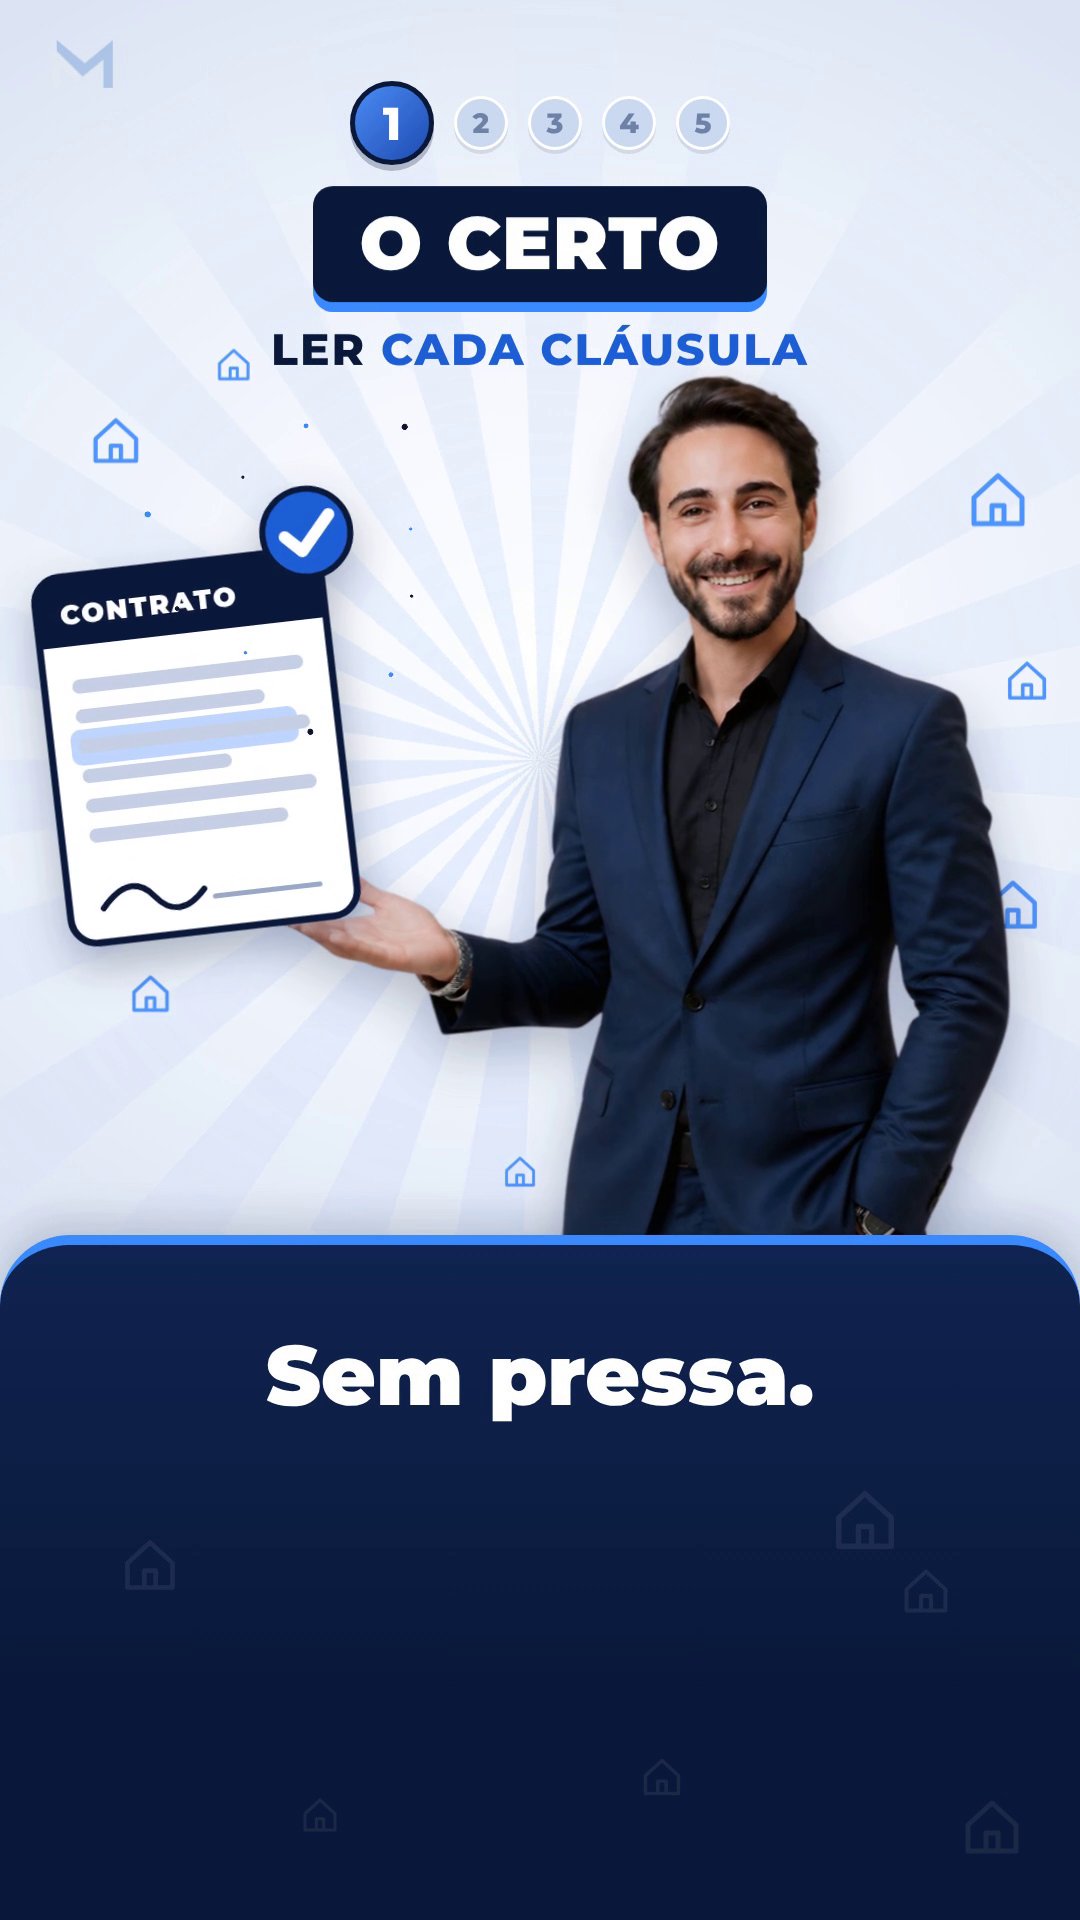 1 2 3 4 5
O CERTO
LER CADA CLÁUSULA
CONTRATO
Sem pressa.